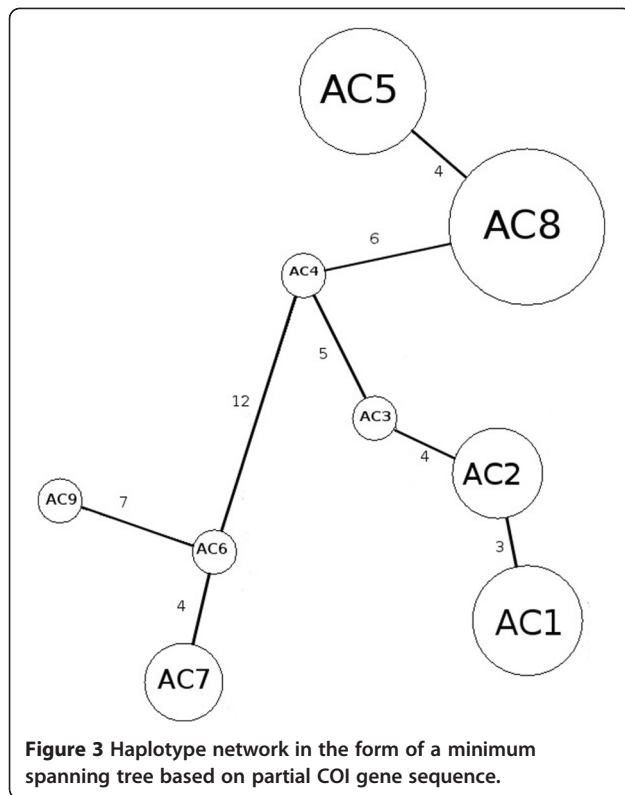 AC5
4
AC8
6
AC4
5
12
AC3
4
AC2
AC9
7
3
AC6
4
AC1
AC7
Figure 3 Haplotype network in the form of a minimum
spanning tree based on partial COI gene sequence.